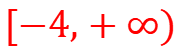 [−4, + ∞)